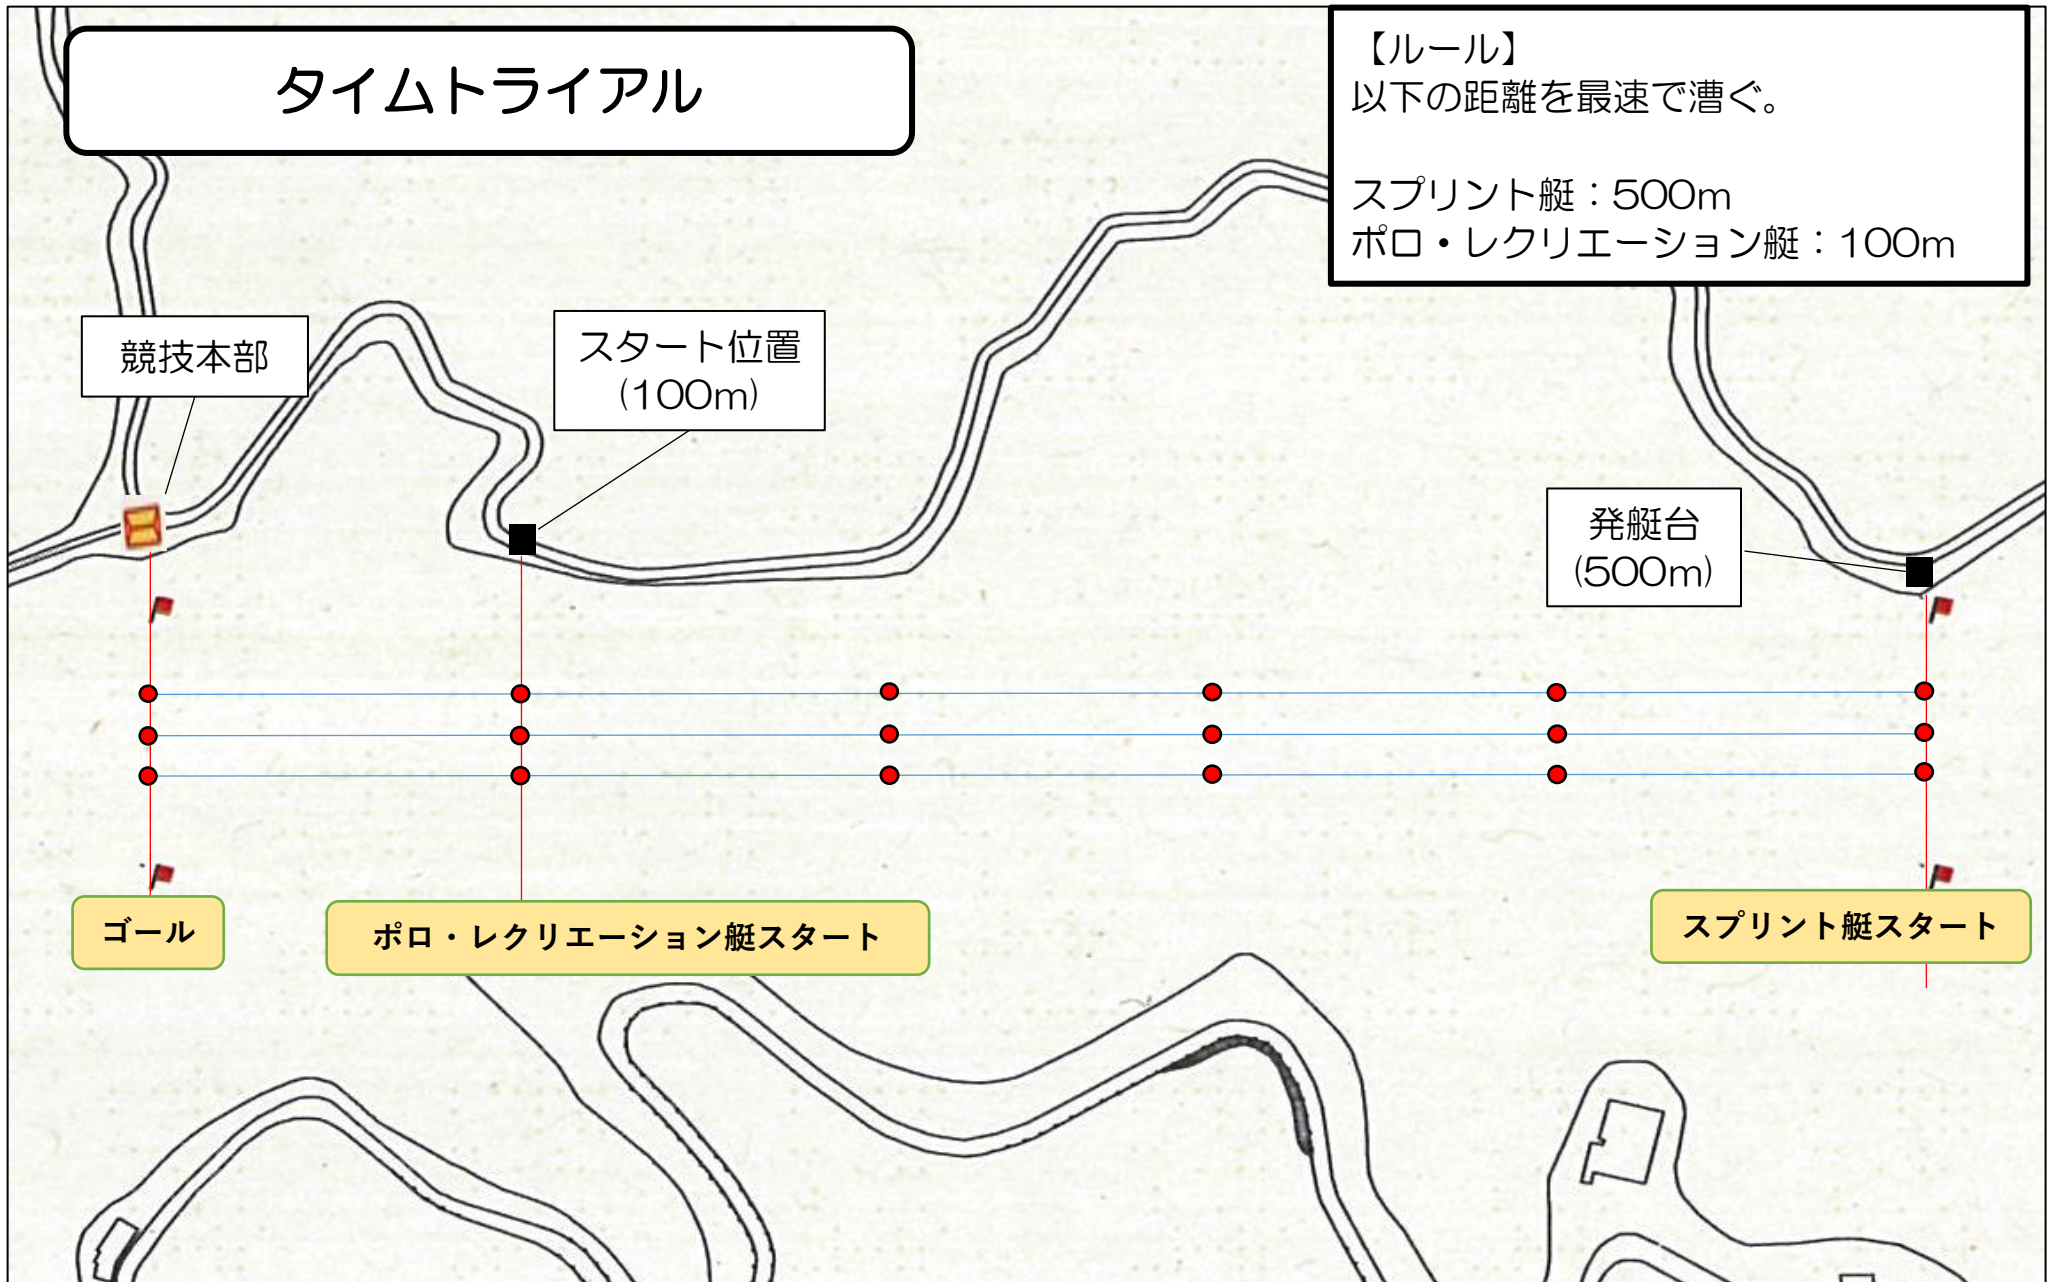 タイムトライアル
【ルール】
以下の距離を最速で漕ぐ。
スプリント艇：500m
ポロ・レクリエーション艇：100m
競技本部
スタート位置
(100m)
発艇台
(500m)
ゴール
ポロ・レクリエーション艇スタート
スプリント艇スタート